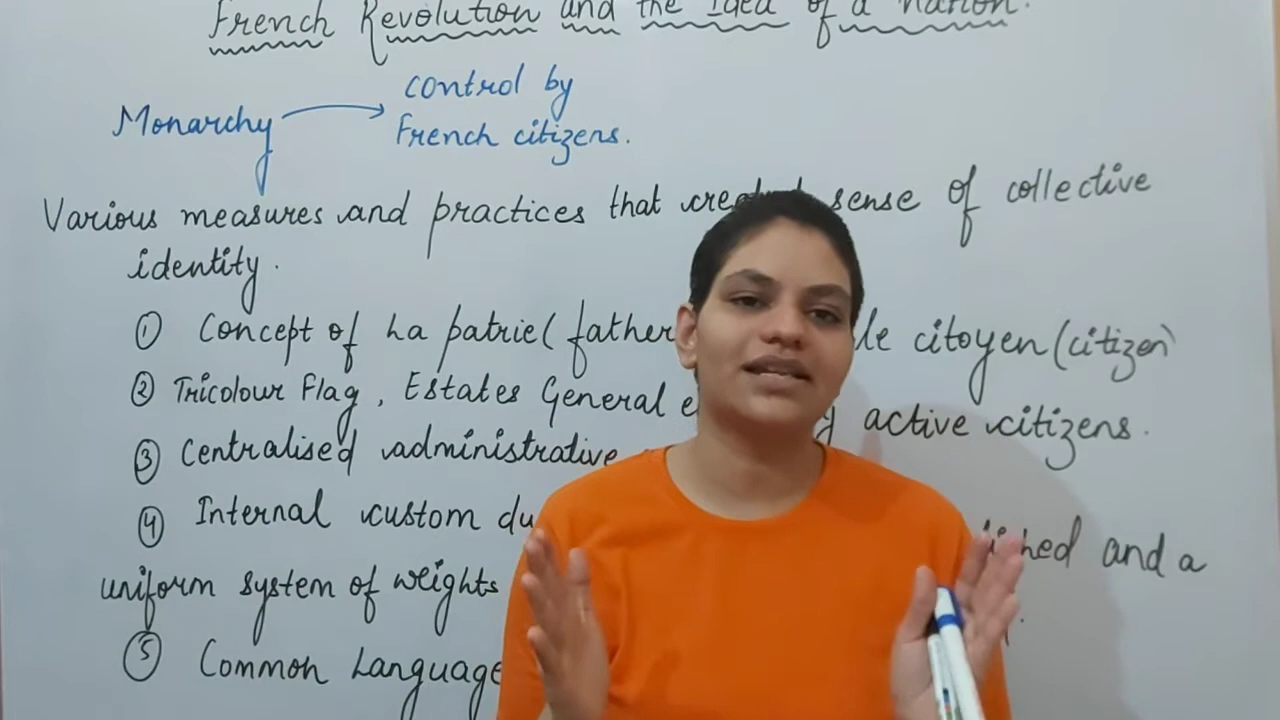 French Revolution and the Idea of a Nation.
Monarchy → control by
French citizens.
Various measures and practices that sense of collective
identity.
① Concept of La patrie (father le citoyen (citizen)
② Tricolour Flag, Estates General active citizens.
③ Centralised administrative
④ Internal custom and a
uniform system of weights
⑤ Common Language